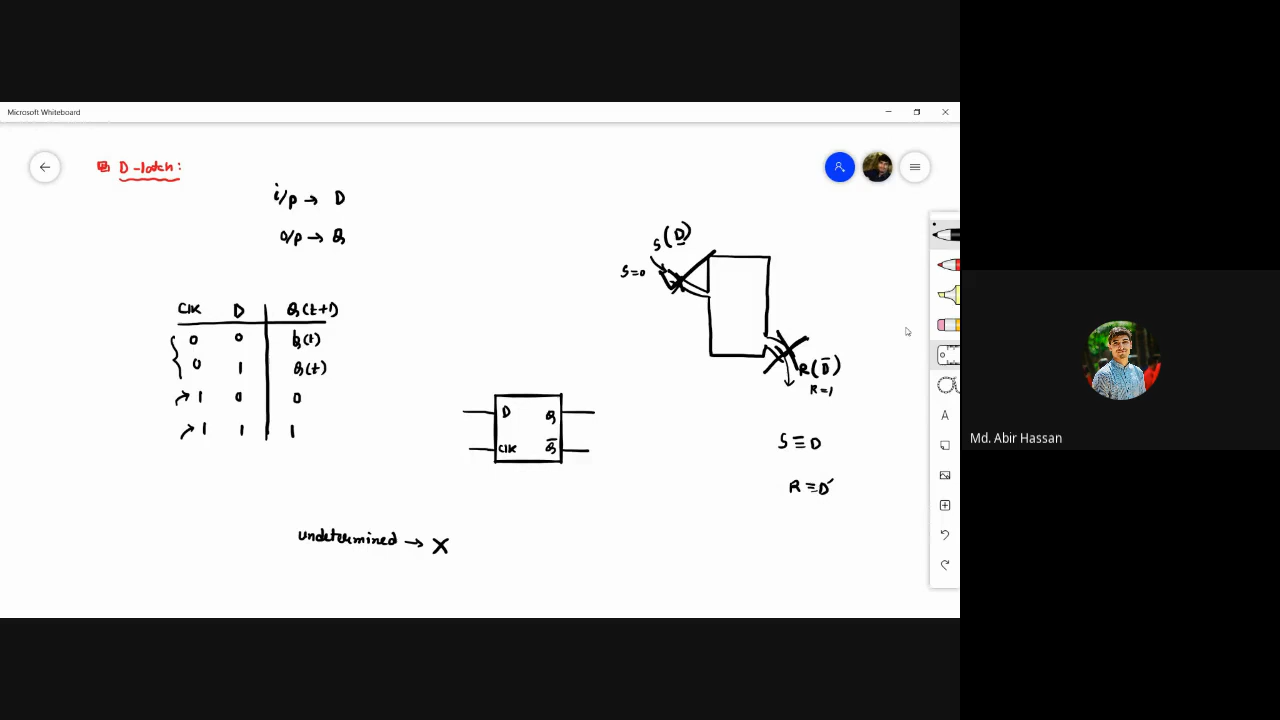 Microsoft Whiteboard
D-latch:
i/p → D
o/p → Q
CLK D Q(t+1)
0 0 Q(t)
0 1 Q(t)
1 0 0
1 1 1
undetermined → X
D Q
CLK Q̅
S (D)
S=0
R(D̅)
R=1
S ≡ D
R ≡ D′
A
Md. Abir Hassan